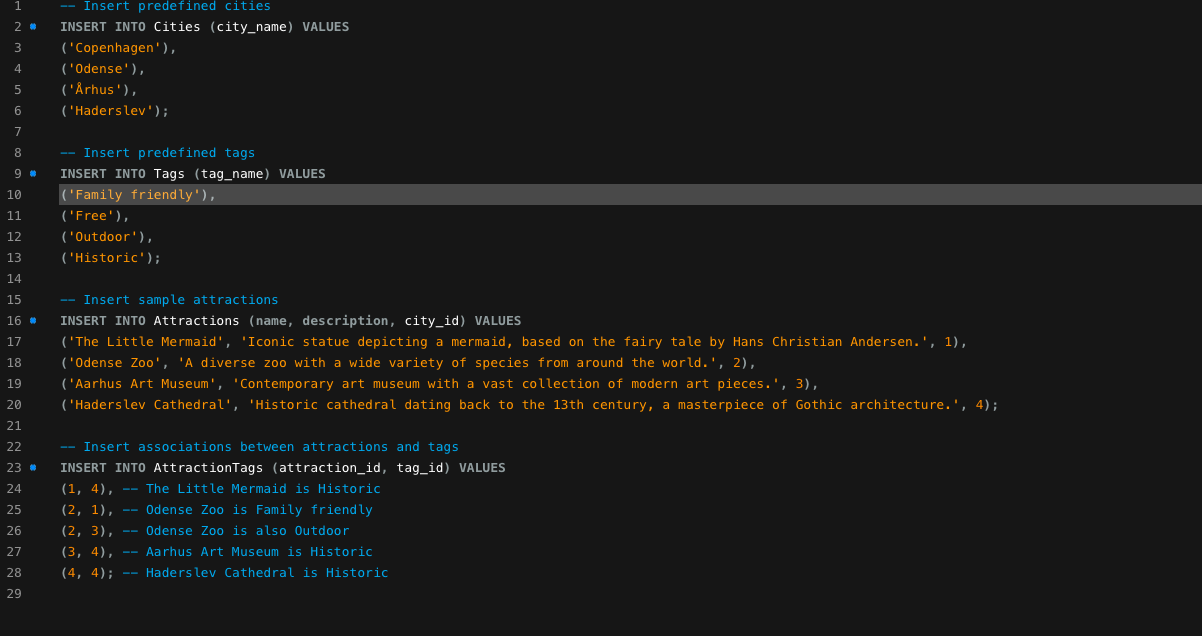 1 -- Insert predefined cities
2 INSERT INTO Cities (city_name) VALUES
3 ('Copenhagen'),
4 ('Odense'),
5 ('Århus'),
6 ('Haderslev');
7
8 -- Insert predefined tags
9 INSERT INTO Tags (tag_name) VALUES
10 ('Family friendly'),
11 ('Free'),
12 ('Outdoor'),
13 ('Historic');
14
15 -- Insert sample attractions
16 INSERT INTO Attractions (name, description, city_id) VALUES
17 ('The Little Mermaid', 'Iconic statue depicting a mermaid, based on the fairy tale by Hans Christian Andersen.', 1),
18 ('Odense Zoo', 'A diverse zoo with a wide variety of species from around the world.', 2),
19 ('Aarhus Art Museum', 'Contemporary art museum with a vast collection of modern art pieces.', 3),
20 ('Haderslev Cathedral', 'Historic cathedral dating back to the 13th century, a masterpiece of Gothic architecture.', 4);
21
22 -- Insert associations between attractions and tags
23 INSERT INTO AttractionTags (attraction_id, tag_id) VALUES
24 (1, 4), -- The Little Mermaid is Historic
25 (2, 1), -- Odense Zoo is Family friendly
26 (2, 3), -- Odense Zoo is also Outdoor
27 (3, 4), -- Aarhus Art Museum is Historic
28 (4, 4); -- Haderslev Cathedral is Historic
29